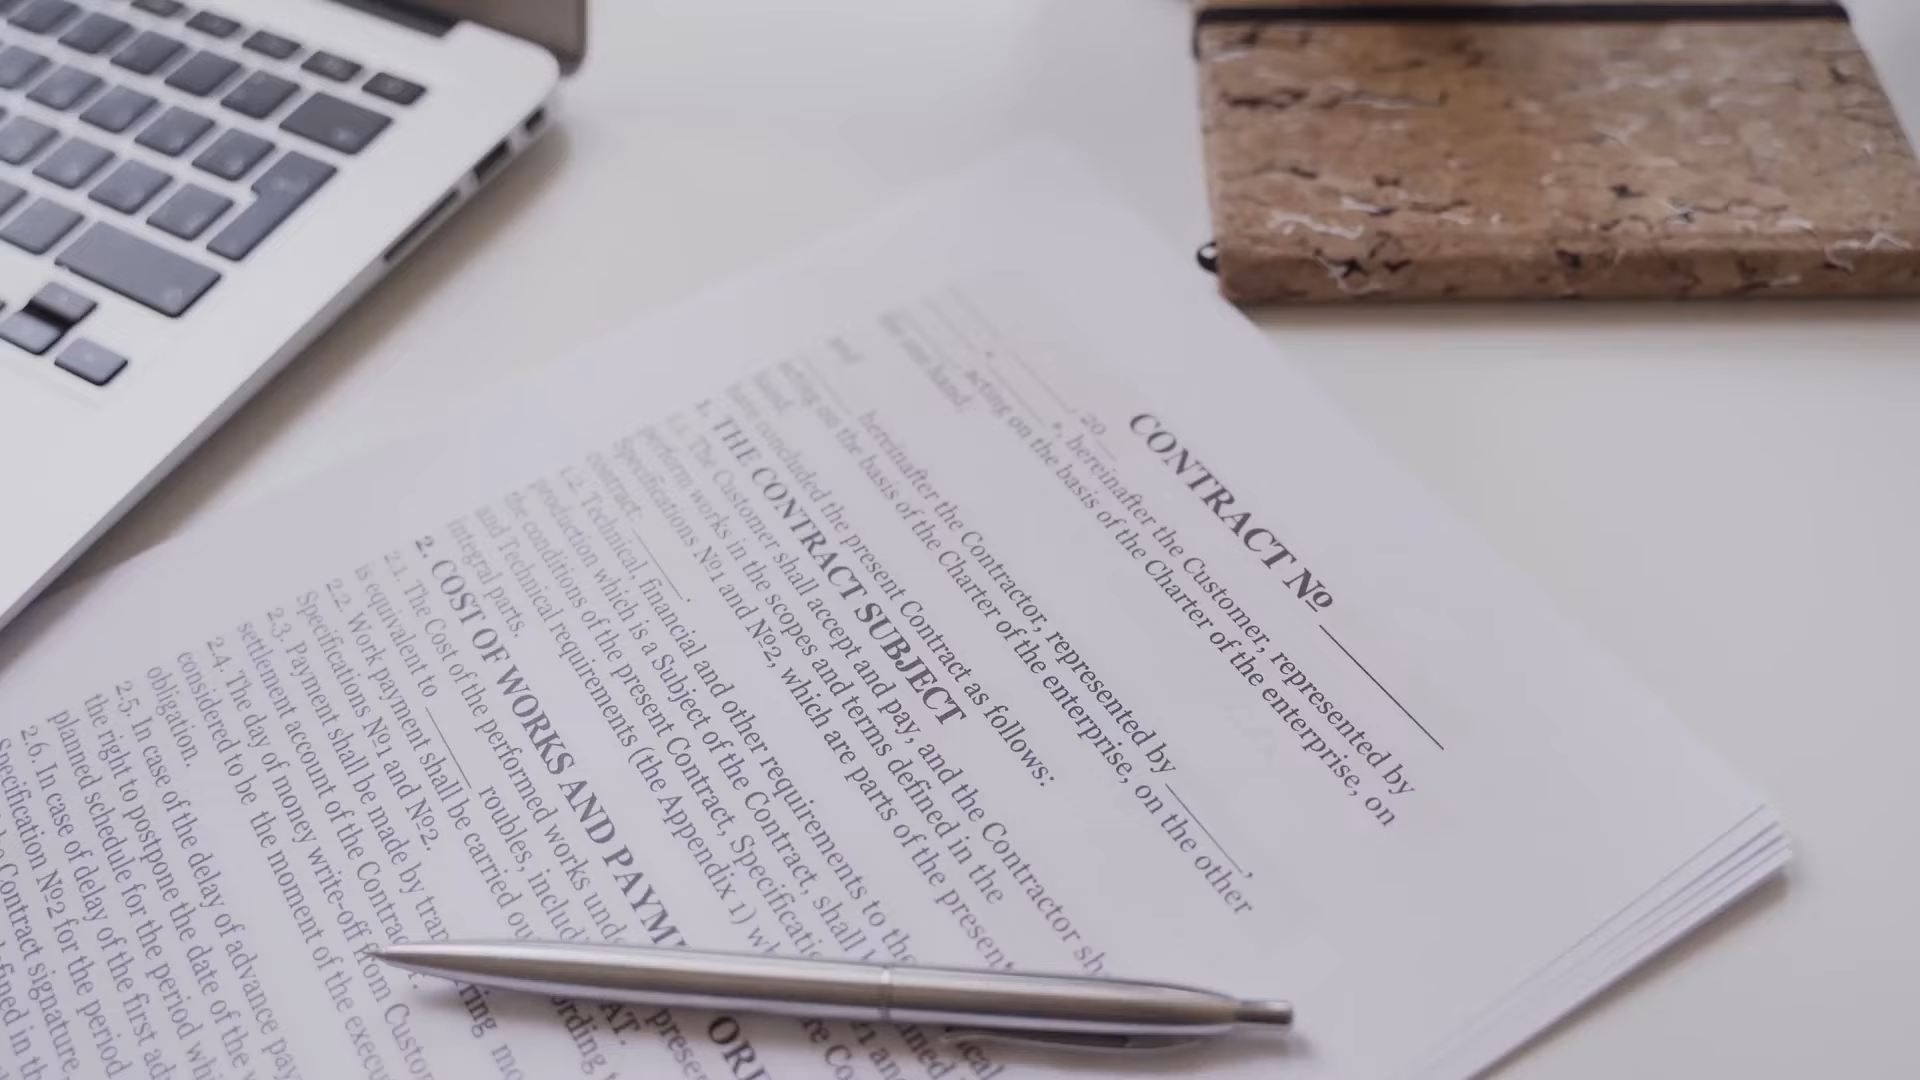 CONTRACT №
, 20
", hereinafter the Customer, represented by
acting on the basis of the Charter of the enterprise, on
the one hand,
and
hereinafter the Contractor, represented by
acting on the basis of the Charter of the enterprise, on the other
hand,
have concluded the present Contract as follows:
1. THE CONTRACT SUBJECT
1.1. The Customer shall accept and pay, and the Contractor sh
perform works in the scopes and terms defined in the
Specifications №1 and №2, which are parts of the present
contract.
1.2. Technical, financial and other requirements to the
production which is a Subject of the Contract, shall
the conditions of the present Contract, Specificatio
and Technical requirements (the Appendix 1) wh
integral parts.
2. COST OF WORKS AND PAYM
2.1. The Cost of the performed works und
is equivalent to roubles, includ
2.2. Work payment shall be carried ou
Specifications №1 and №2.
2.3. Payment shall be made by tran
settlement account of the Contrac
2.4. The day of money write-off from Custo
considered to be the moment of the execu
obligation.
2.5. In case of the delay of advance pay
the right to postpone the date of the
planned schedule for the period whi
2.6. In case of delay of the first ad
Specification №2 for the period
Contract signature,
fined in th